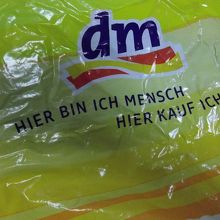 dm
HIER BIN ICH MENSCH
HIER KAUF ICH